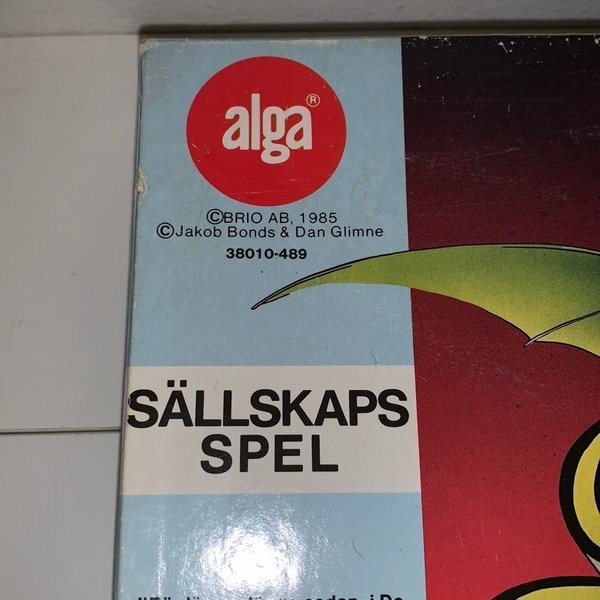 alga®
©BRIO AB, 1985
©Jakob Bonds & Dan Glimne
38010-489
SÄLLSKAPS
SPEL